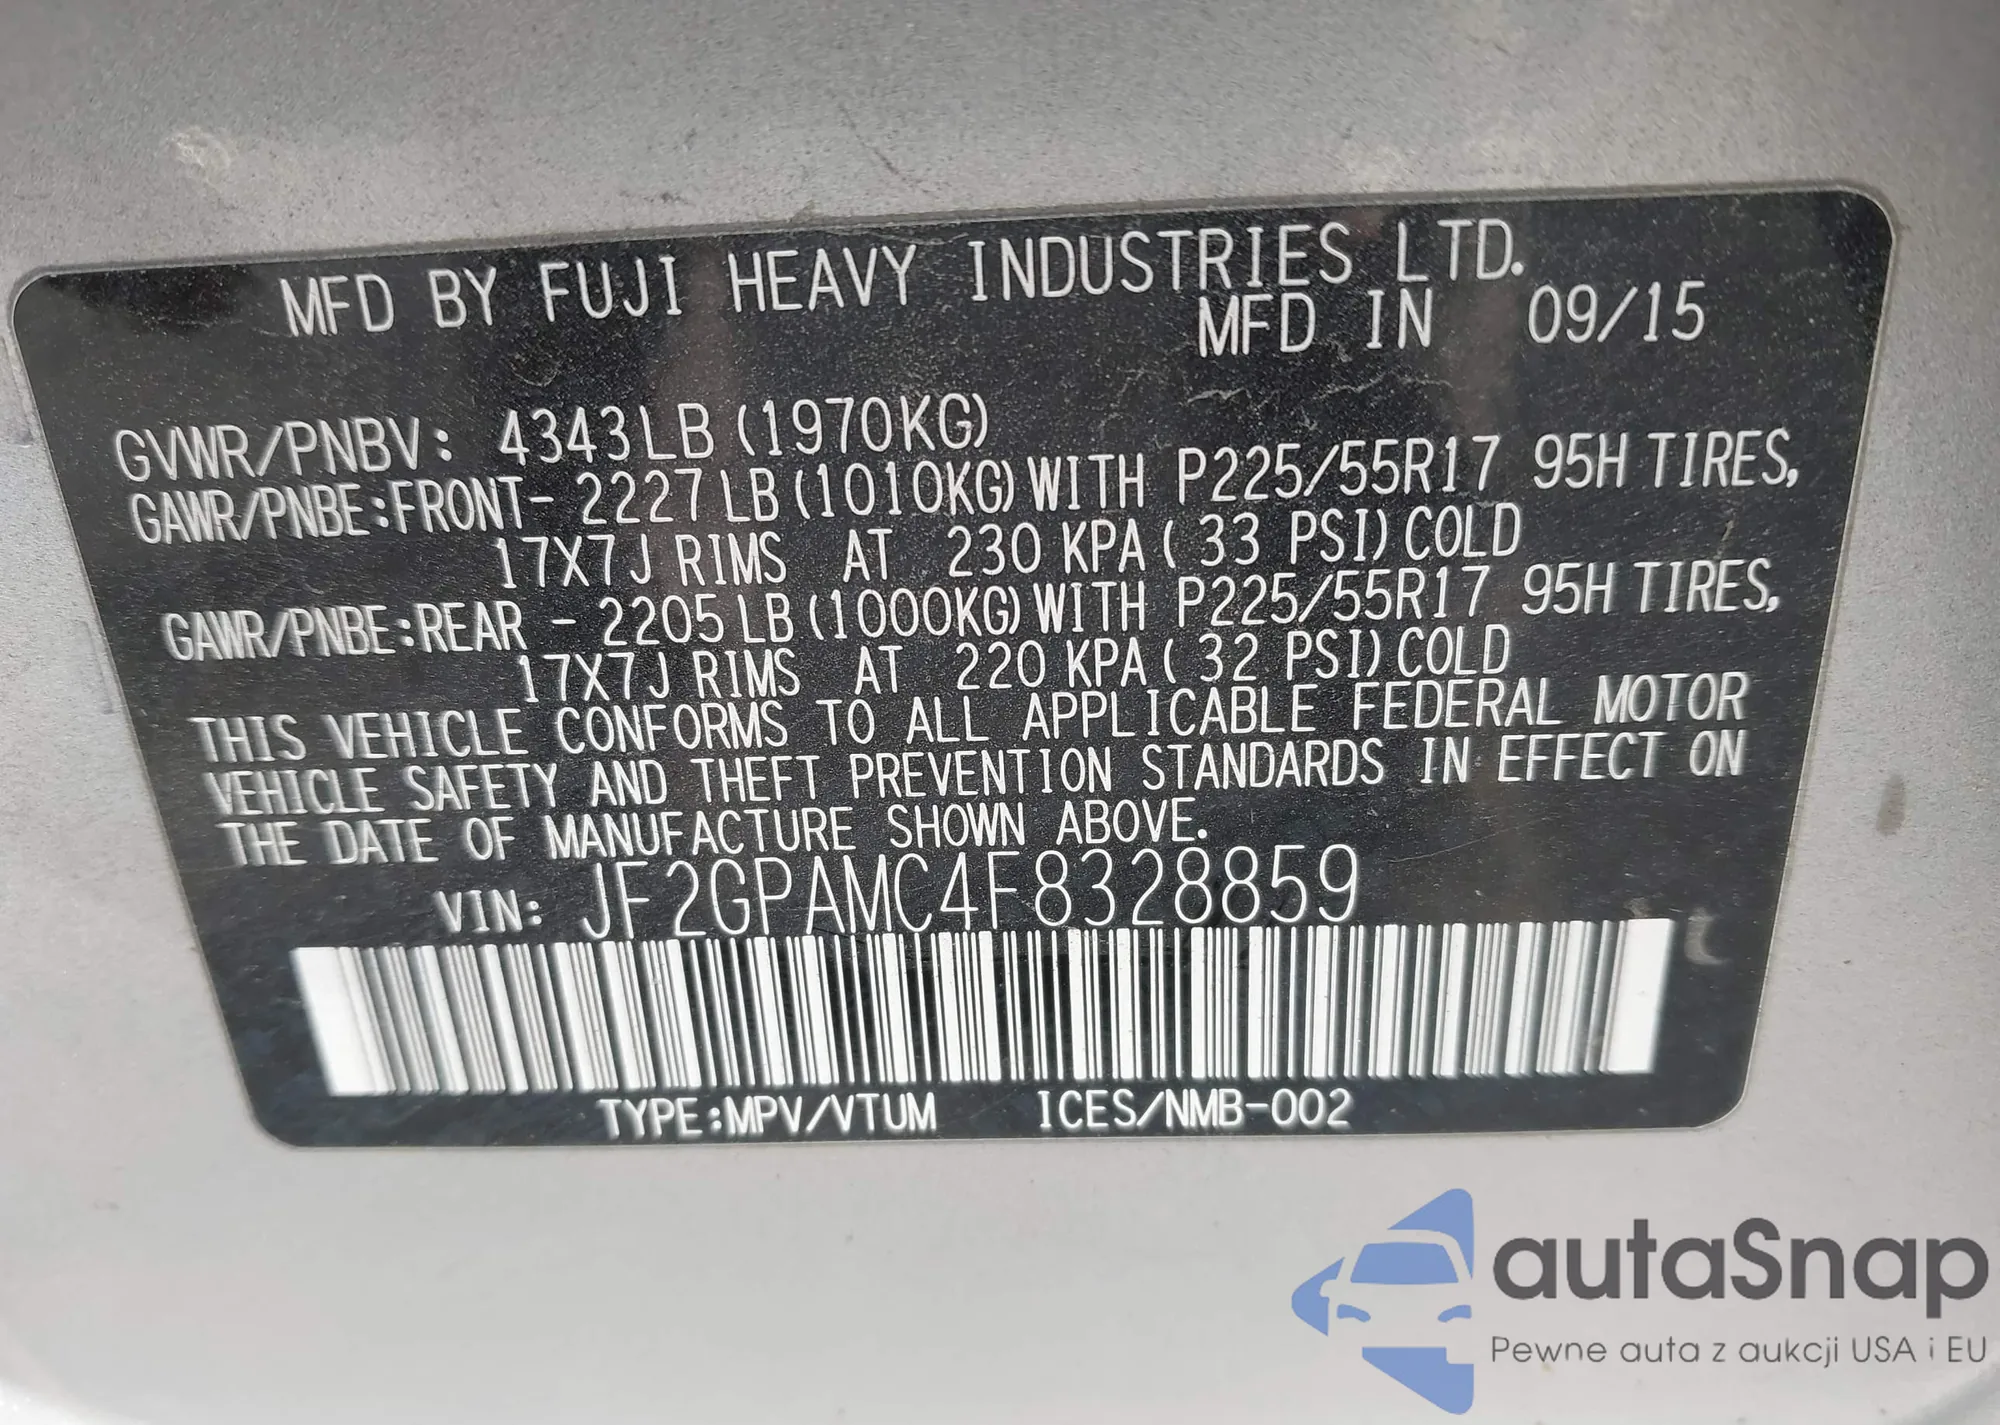 MFD BY FUJI HEAVY INDUSTRIES LTD.
MFD IN 09/15
GVWR/PNBV: 4343LB (1970KG)
GAWR/PNBE:FRONT- 2227LB (1010KG) WITH P225/55R17 95H TIRES,
17X7J RIMS AT 230 KPA ( 33 PSI) COLD
GAWR/PNBE:REAR - 2205LB (1000KG) WITH P225/55R17 95H TIRES,
17X7J RIMS AT 220 KPA ( 32 PSI) COLD
THIS VEHICLE CONFORMS TO ALL APPLICABLE FEDERAL MOTOR
VEHICLE SAFETY AND THEFT PREVENTION STANDARDS IN EFFECT ON
THE DATE OF MANUFACTURE SHOWN ABOVE.
VIN: JF2GPAMC4F8328859
TYPE:MPV/VTUM ICES/NMB-002
autaSnap
Pewne auta z aukcji USA i EU